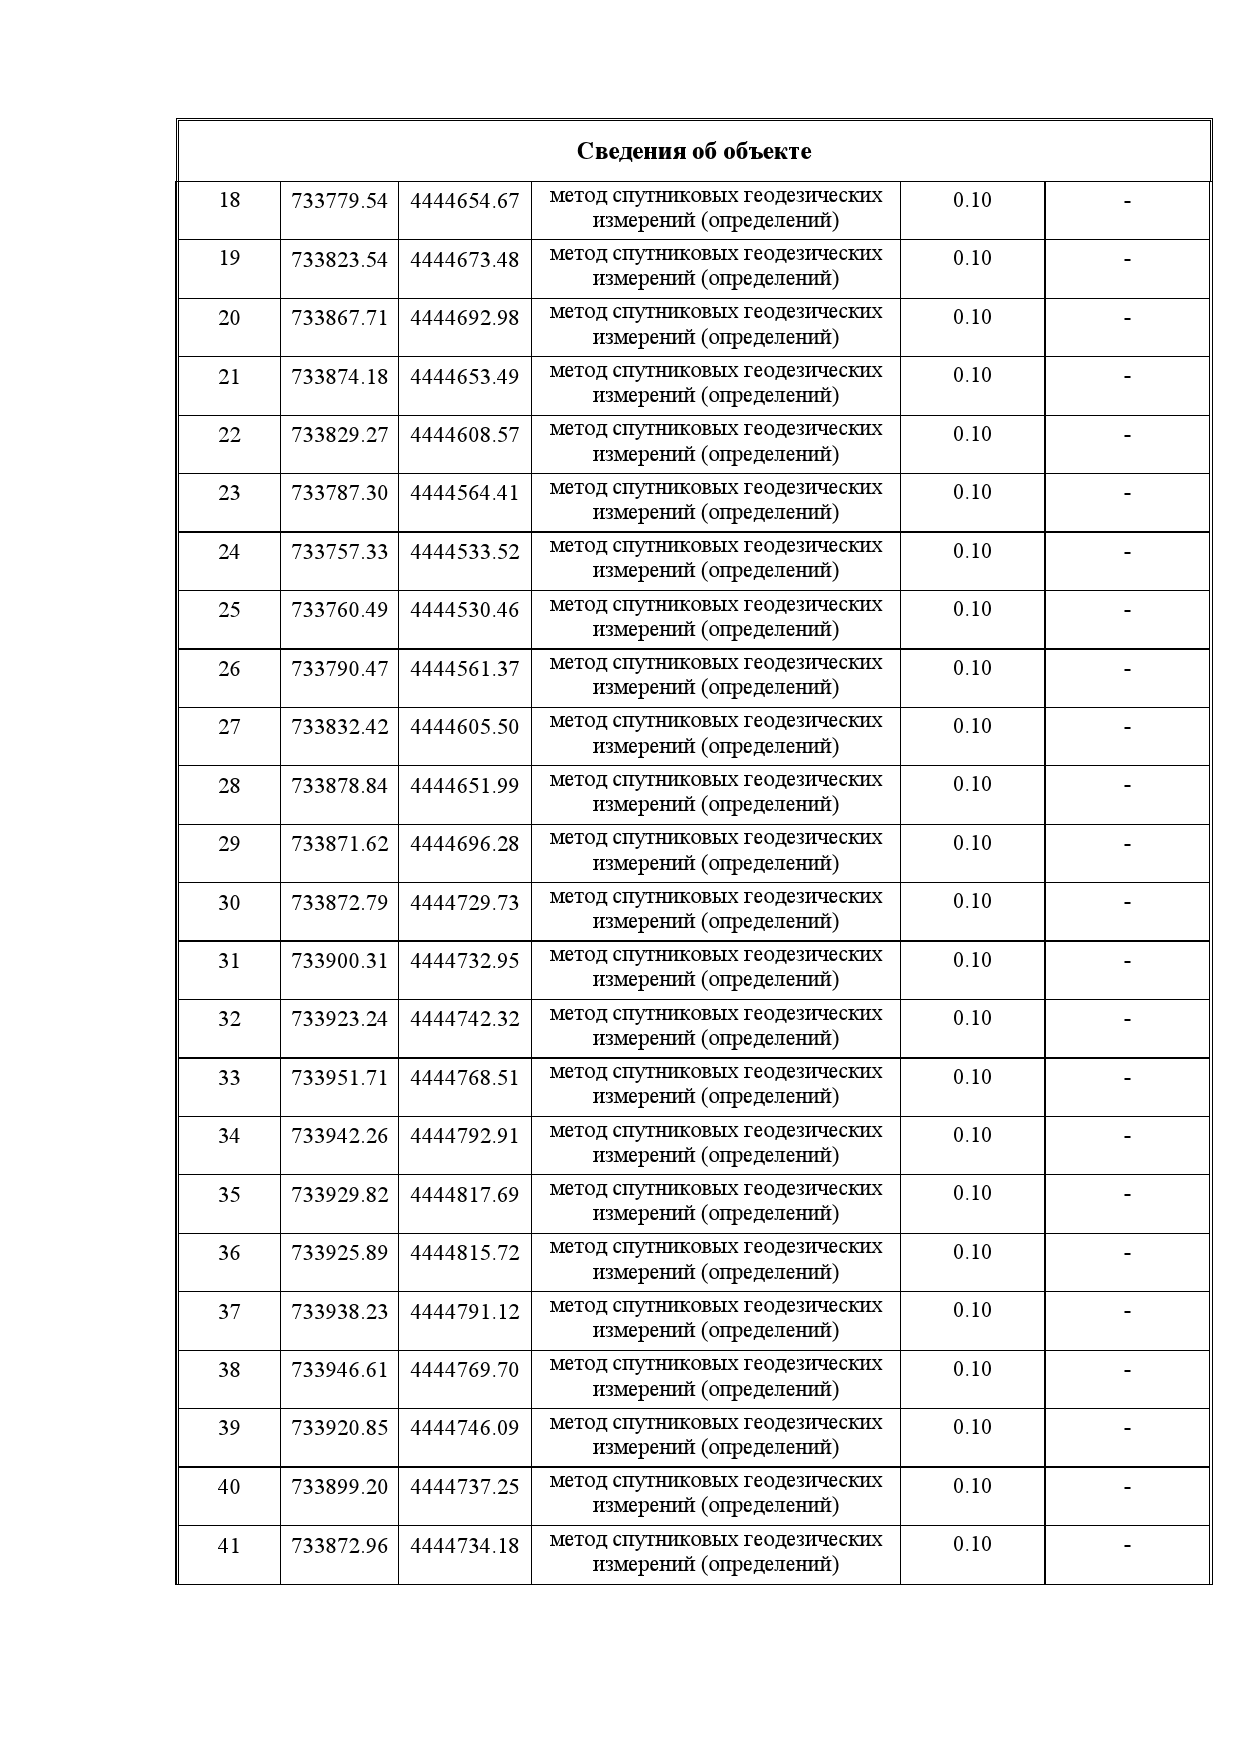 Сведения об объекте
18 733779.54 4444654.67 метод спутниковых геодезических измерений (определений) 0.10 -
19 733823.54 4444673.48 метод спутниковых геодезических измерений (определений) 0.10 -
20 733867.71 4444692.98 метод спутниковых геодезических измерений (определений) 0.10 -
21 733874.18 4444653.49 метод спутниковых геодезических измерений (определений) 0.10 -
22 733829.27 4444608.57 метод спутниковых геодезических измерений (определений) 0.10 -
23 733787.30 4444564.41 метод спутниковых геодезических измерений (определений) 0.10 -
24 733757.33 4444533.52 метод спутниковых геодезических измерений (определений) 0.10 -
25 733760.49 4444530.46 метод спутниковых геодезических измерений (определений) 0.10 -
26 733790.47 4444561.37 метод спутниковых геодезических измерений (определений) 0.10 -
27 733832.42 4444605.50 метод спутниковых геодезических измерений (определений) 0.10 -
28 733878.84 4444651.99 метод спутниковых геодезических измерений (определений) 0.10 -
29 733871.62 4444696.28 метод спутниковых геодезических измерений (определений) 0.10 -
30 733872.79 4444729.73 метод спутниковых геодезических измерений (определений) 0.10 -
31 733900.31 4444732.95 метод спутниковых геодезических измерений (определений) 0.10 -
32 733923.24 4444742.32 метод спутниковых геодезических измерений (определений) 0.10 -
33 733951.71 4444768.51 метод спутниковых геодезических измерений (определений) 0.10 -
34 733942.26 4444792.91 метод спутниковых геодезических измерений (определений) 0.10 -
35 733929.82 4444817.69 метод спутниковых геодезических измерений (определений) 0.10 -
36 733925.89 4444815.72 метод спутниковых геодезических измерений (определений) 0.10 -
37 733938.23 4444791.12 метод спутниковых геодезических измерений (определений) 0.10 -
38 733946.61 4444769.70 метод спутниковых геодезических измерений (определений) 0.10 -
39 733920.85 4444746.09 метод спутниковых геодезических измерений (определений) 0.10 -
40 733899.20 4444737.25 метод спутниковых геодезических измерений (определений) 0.10 -
41 733872.96 4444734.18 метод спутниковых геодезических измерений (определений) 0.10 -